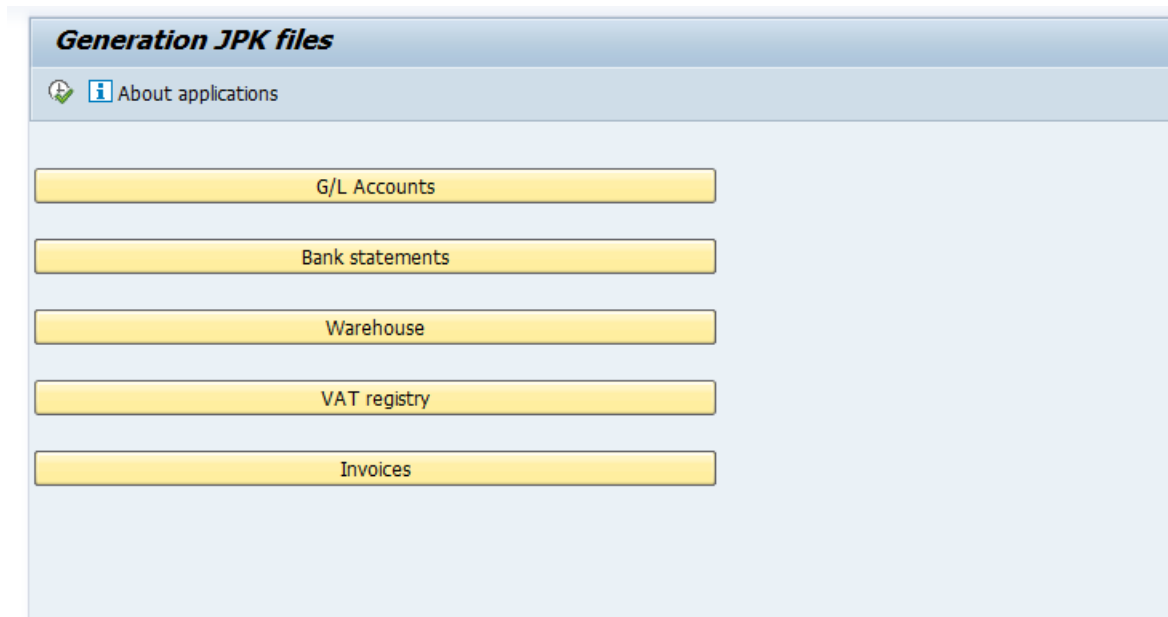 Generation JPK files
About applications
G/L Accounts
Bank statements
Warehouse
VAT registry
Invoices